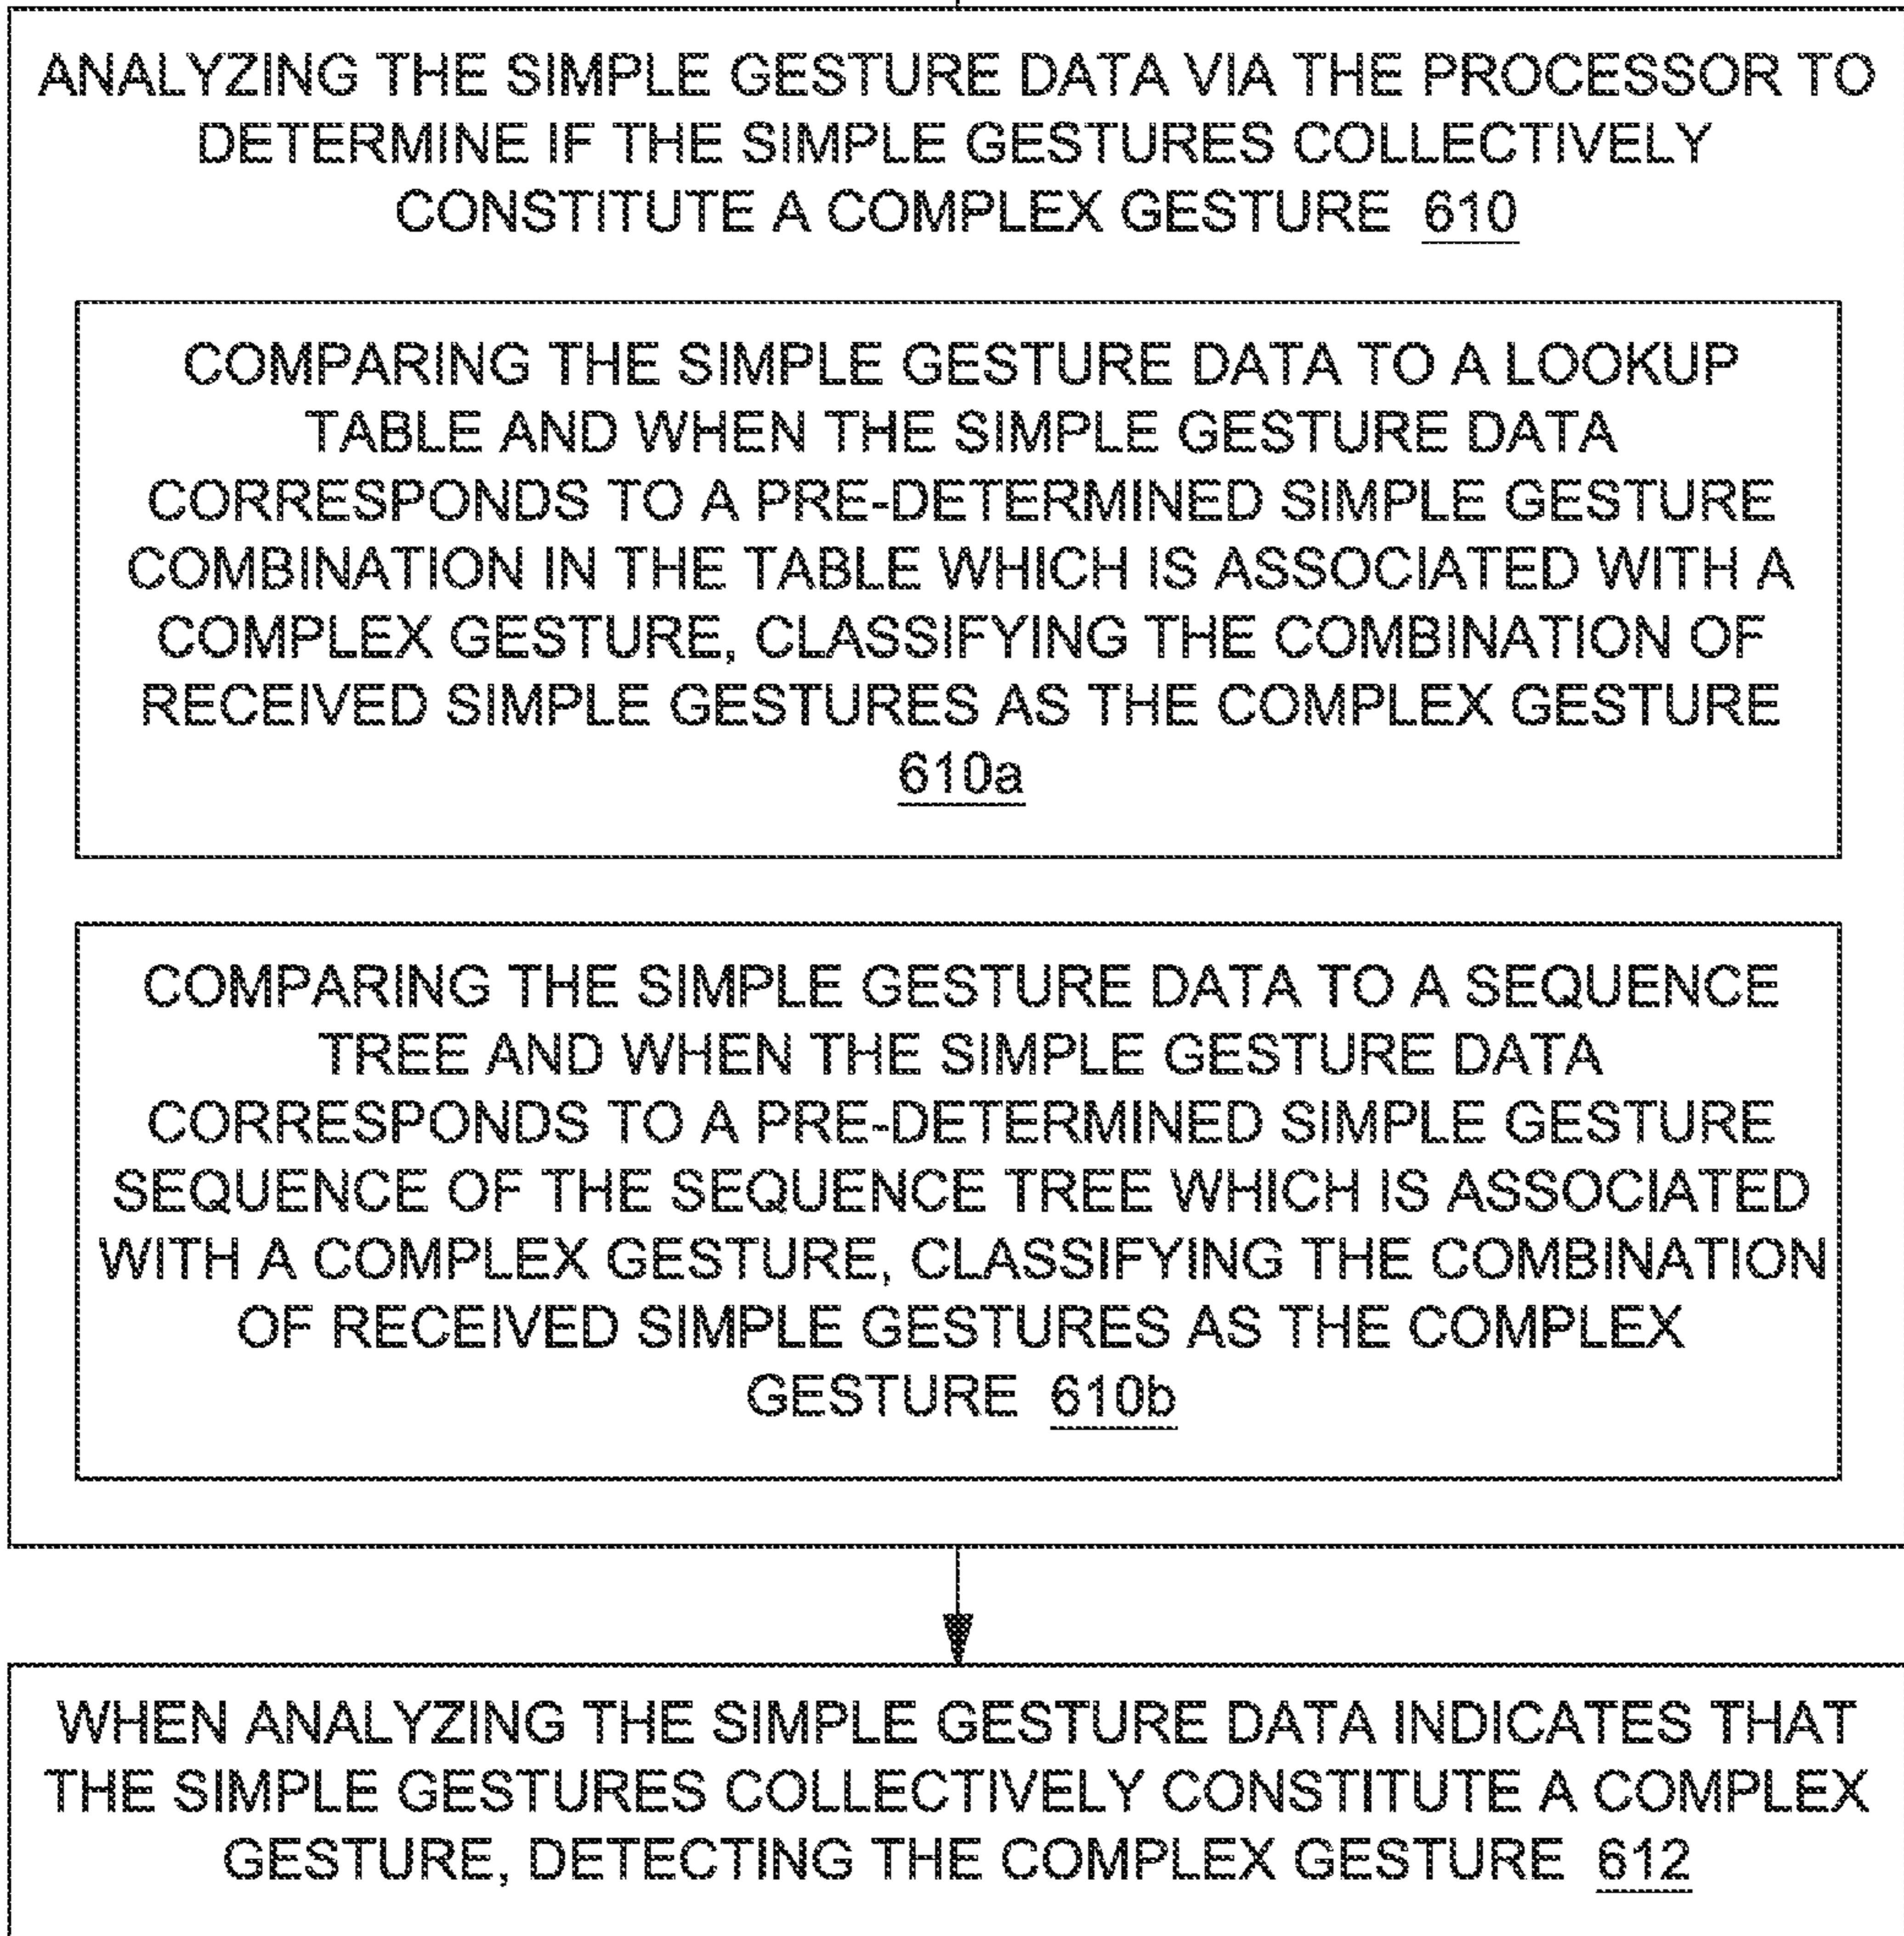 ANALYZING THE SIMPLE GESTURE DATA VIA THE PROCESSOR TO
DETERMINE IF THE SIMPLE GESTURES COLLECTIVELY
CONSTITUTE A COMPLEX GESTURE 610
COMPARING THE SIMPLE GESTURE DATA TO A LOOKUP
TABLE AND WHEN THE SIMPLE GESTURE DATA
CORRESPONDS TO A PRE-DETERMINED SIMPLE GESTURE
COMBINATION IN THE TABLE WHICH IS ASSOCIATED WITH A
COMPLEX GESTURE, CLASSIFYING THE COMBINATION OF
RECEIVED SIMPLE GESTURES AS THE COMPLEX GESTURE
610a
COMPARING THE SIMPLE GESTURE DATA TO A SEQUENCE
TREE AND WHEN THE SIMPLE GESTURE DATA
CORRESPONDS TO A PRE-DETERMINED SIMPLE GESTURE
SEQUENCE OF THE SEQUENCE TREE WHICH IS ASSOCIATED
WITH A COMPLEX GESTURE, CLASSIFYING THE COMBINATION
OF RECEIVED SIMPLE GESTURES AS THE COMPLEX
GESTURE 610b
WHEN ANALYZING THE SIMPLE GESTURE DATA INDICATES THAT
THE SIMPLE GESTURES COLLECTIVELY CONSTITUTE A COMPLEX
GESTURE, DETECTING THE COMPLEX GESTURE 612